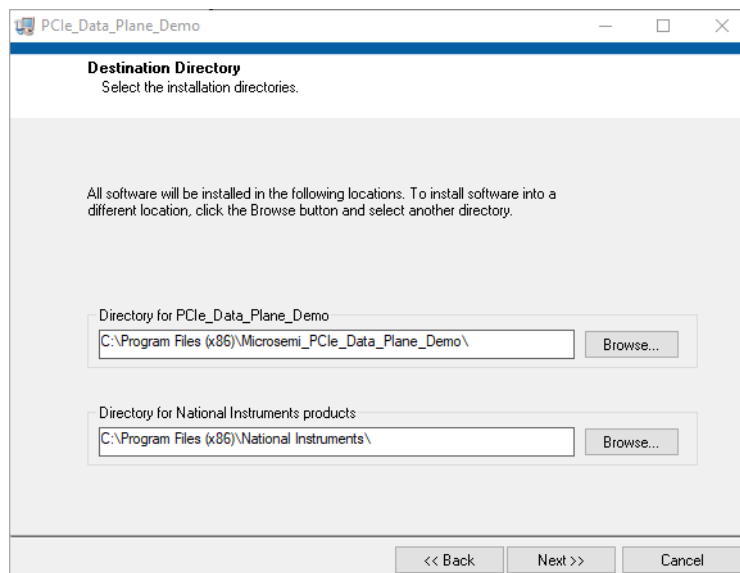 PCIe_Data_Plane_Demo
Destination Directory
Select the installation directories.
All software will be installed in the following locations. To install software into a
different location, click the Browse button and select another directory.
Directory for PCIe_Data_Plane_Demo
C:\Program Files (x86)\Microsemi_PCIe_Data_Plane_Demo\
Browse...
Directory for National Instruments products
C:\Program Files (x86)\National Instruments\
Browse...
<< Back
Next >>
Cancel